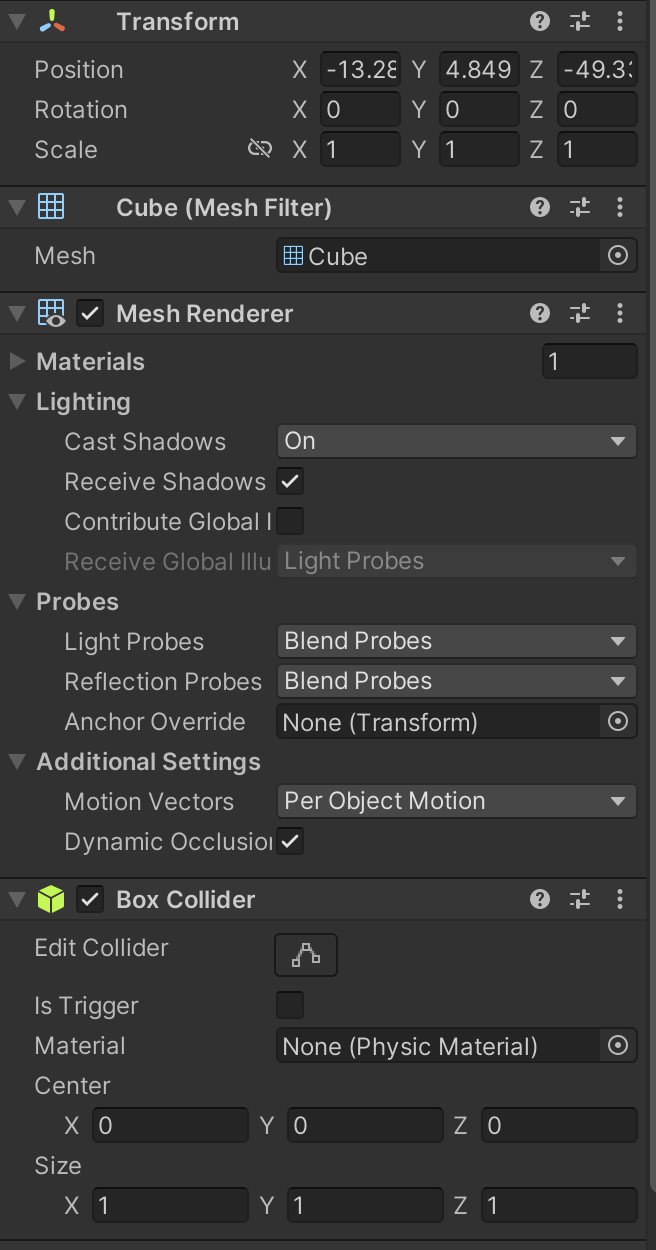 Transform
Position X -13.28 Y 4.849 Z -49.3
Rotation X 0 Y 0 Z 0
Scale X 1 Y 1 Z 1
Cube (Mesh Filter)
Mesh Cube
Mesh Renderer
Materials 1
Lighting
Cast Shadows On
Receive Shadows
Contribute Global I
Receive Global Illu Light Probes
Probes
Light Probes Blend Probes
Reflection Probes Blend Probes
Anchor Override None (Transform)
Additional Settings
Motion Vectors Per Object Motion
Dynamic Occlusion
Box Collider
Edit Collider
Is Trigger
Material None (Physic Material)
Center
X 0 Y 0 Z 0
Size
X 1 Y 1 Z 1